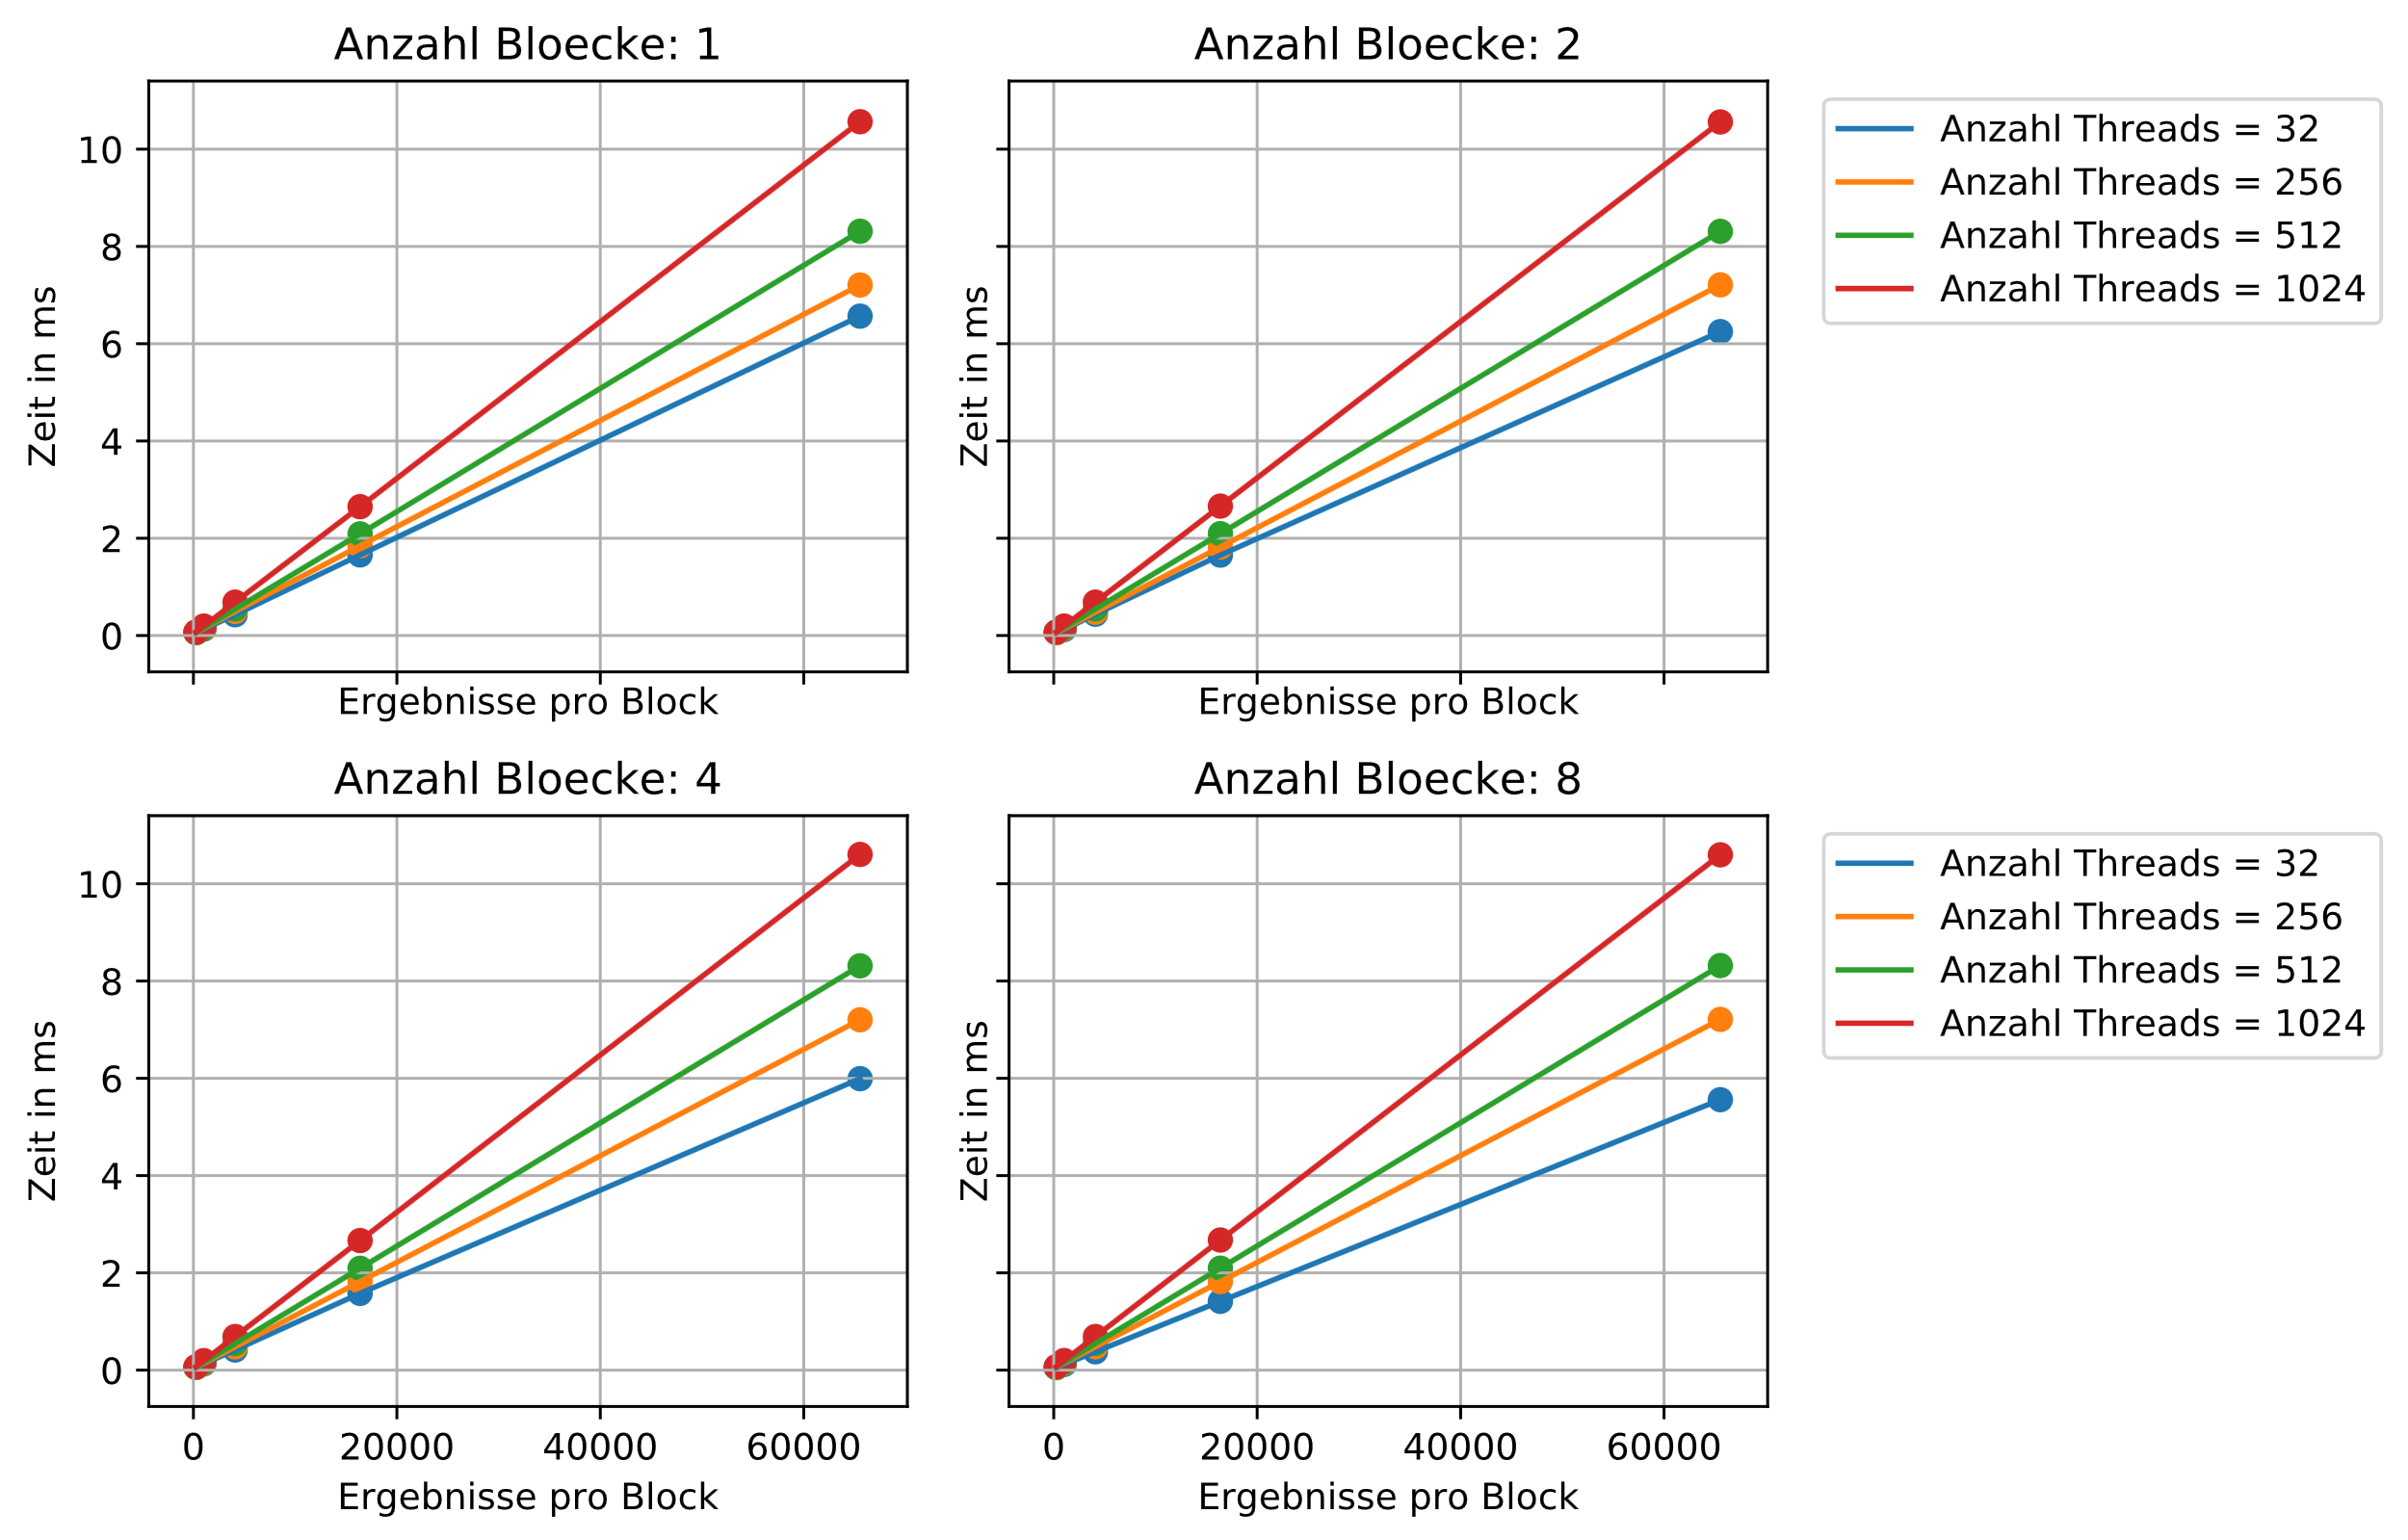 Anzahl Bloecke: 1
10
8
6
4
2
0
Zeit in ms
Ergebnisse pro Block
Anzahl Bloecke: 2
Zeit in ms
Ergebnisse pro Block
Anzahl Threads = 32
Anzahl Threads = 256
Anzahl Threads = 512
Anzahl Threads = 1024
Anzahl Bloecke: 4
10
8
6
4
2
0
Zeit in ms
0 20000 40000 60000
Ergebnisse pro Block
Anzahl Bloecke: 8
Zeit in ms
0 20000 40000 60000
Ergebnisse pro Block
Anzahl Threads = 32
Anzahl Threads = 256
Anzahl Threads = 512
Anzahl Threads = 1024